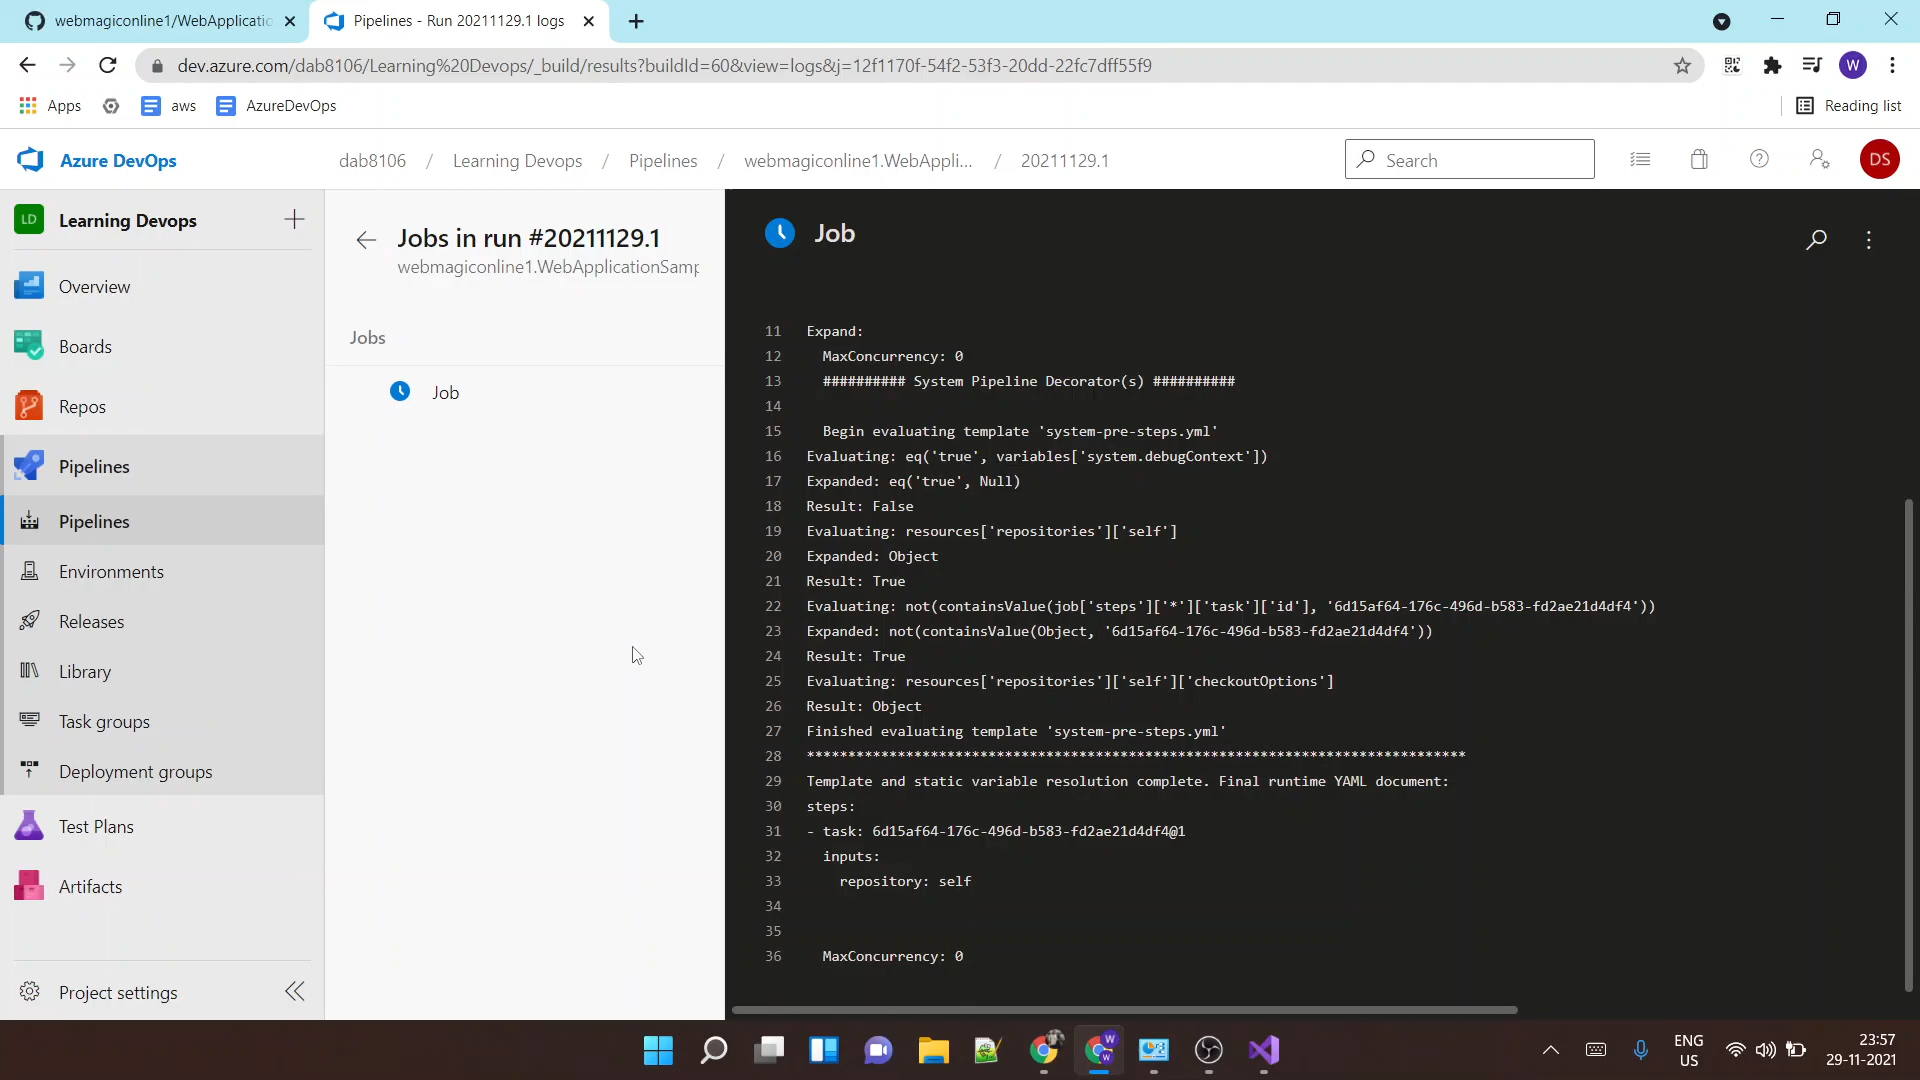 webmagiconline1/WebApplicatio
Pipelines - Run 20211129.1 logs
dev.azure.com/dab8106/Learning%20Devops/_build/results?buildId=60&view=logs&j=12f1170f-54f2-53f3-20dd-22fc7dff55f9
W
Apps
aws
AzureDevOps
Reading list
Azure DevOps
dab8106 / Learning Devops / Pipelines / webmagiconline1.WebAppli... / 20211129.1
Search
DS
LD
Learning Devops
Overview
Boards
Repos
Pipelines
Pipelines
Environments
Releases
Library
Task groups
Deployment groups
Test Plans
Artifacts
Project settings
Jobs in run #20211129.1
webmagiconline1.WebApplicationSamp
Jobs
Job
Job
11 Expand:
12 MaxConcurrency: 0
13 ########## System Pipeline Decorator(s) ##########
14
15 Begin evaluating template 'system-pre-steps.yml'
16 Evaluating: eq('true', variables['system.debugContext'])
17 Expanded: eq('true', Null)
18 Result: False
19 Evaluating: resources['repositories']['self']
20 Expanded: Object
21 Result: True
22 Evaluating: not(containsValue(job['steps']['*']['task']['id'], '6d15af64-176c-496d-b583-fd2ae21d4df4'))
23 Expanded: not(containsValue(Object, '6d15af64-176c-496d-b583-fd2ae21d4df4'))
24 Result: True
25 Evaluating: resources['repositories']['self']['checkoutOptions']
26 Result: Object
27 Finished evaluating template 'system-pre-steps.yml'
28 ********************************************************************************
29 Template and static variable resolution complete. Final runtime YAML document:
30 steps:
31 - task: 6d15af64-176c-496d-b583-fd2ae21d4df4@1
32 inputs:
33 repository: self
34
35
36 MaxConcurrency: 0
W
W
ENG
US
23:57
29-11-2021